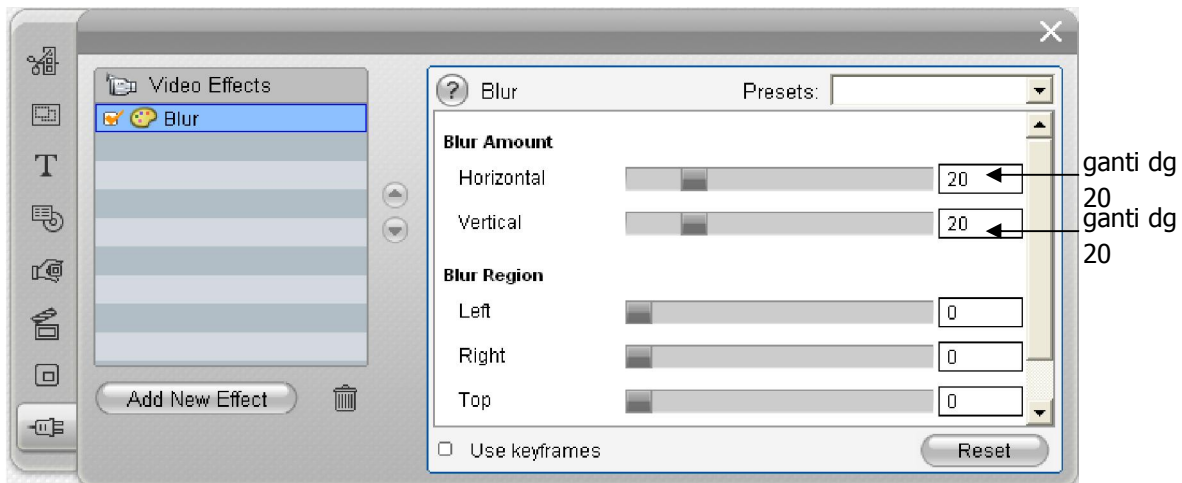 Video Effects
Blur
Add New Effect
Blur
Presets:
Blur Amount
Horizontal
20
Vertical
20
Blur Region
Left
0
Right
0
Top
0
Use keyframes
Reset
ganti dg
20
ganti dg
20
T
?